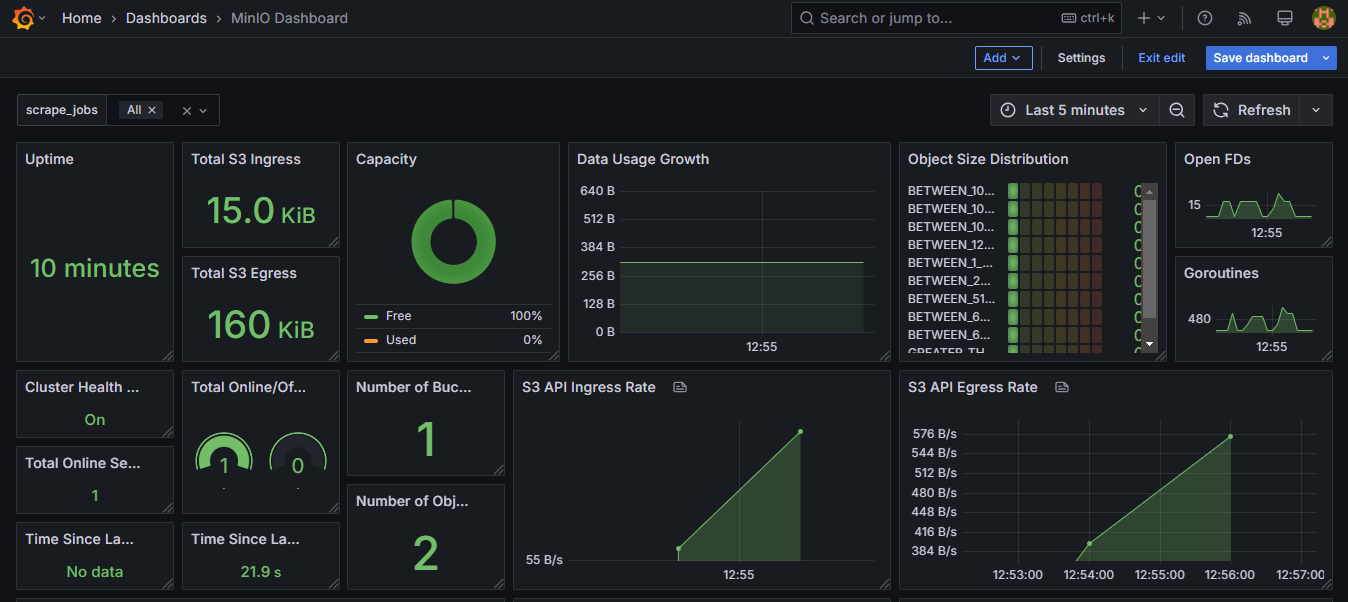 Home › Dashboards › MinIO Dashboard
Search or jump to... ctrl+k
Add
Settings
Exit edit
Save dashboard
scrape_jobs
All
Last 5 minutes
Refresh
Uptime
10 minutes
Total S3 Ingress
15.0 KiB
Total S3 Egress
160 KiB
Capacity
Free 100%
Used 0%
Data Usage Growth
640 B
512 B
384 B
256 B
128 B
0 B
12:55
Object Size Distribution
BETWEEN_10...
BETWEEN_10...
BETWEEN_10...
BETWEEN_12...
BETWEEN_1_...
BETWEEN_2...
BETWEEN_51...
BETWEEN_6...
BETWEEN_6...
GREATER_TH
Open FDs
15
12:55
Goroutines
480
12:55
Cluster Health ...
On
Total Online Se...
1
Time Since La...
No data
Total Online/Of...
1
0
Time Since La...
21.9 s
Number of Buc...
1
Number of Obj...
2
S3 API Ingress Rate
55 B/s
12:55
S3 API Egress Rate
576 B/s
544 B/s
512 B/s
480 B/s
448 B/s
416 B/s
384 B/s
12:53:00 12:54:00 12:55:00 12:56:00 12:57:00